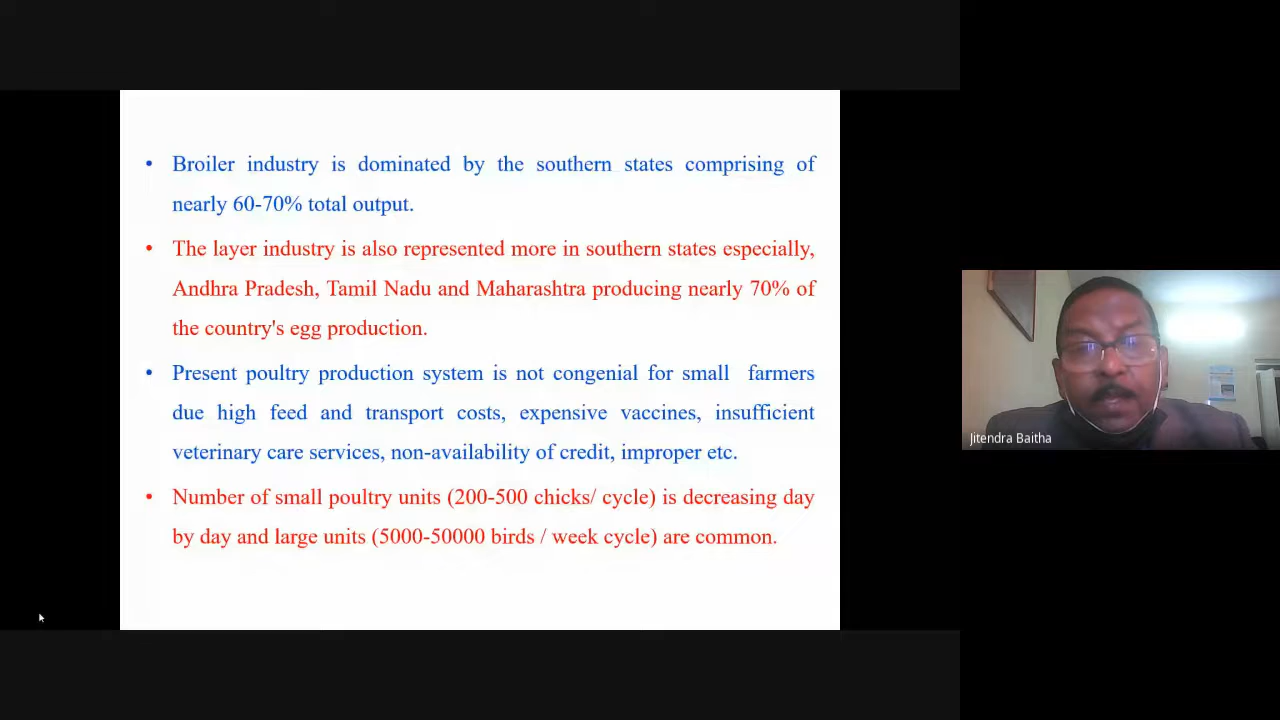 • Broiler industry is dominated by the southern states comprising of
nearly 60-70% total output.
• The layer industry is also represented more in southern states especially,
Andhra Pradesh, Tamil Nadu and Maharashtra producing nearly 70% of
the country's egg production.
• Present poultry production system is not congenial for small farmers
due high feed and transport costs, expensive vaccines, insufficient
veterinary care services, non-availability of credit, improper etc.
• Number of small poultry units (200-500 chicks/ cycle) is decreasing day
by day and large units (5000-50000 birds / week cycle) are common.
Jitendra Baitha